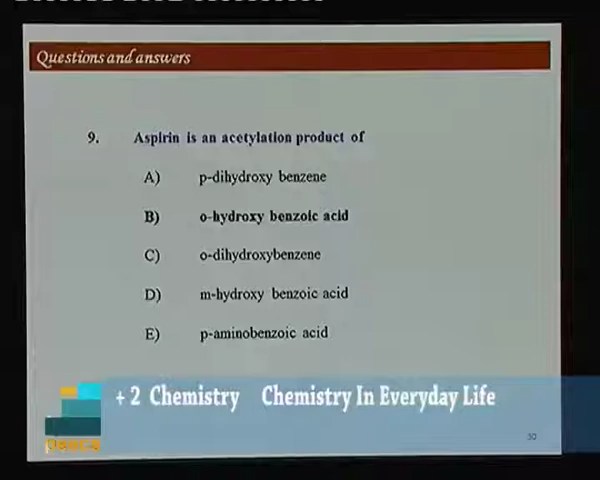 Questions and answers
9. Aspirin is an acetylation product of
A) p-dihydroxy benzene
B) o-hydroxy benzoic acid
C) o-dihydroxybenzene
D) m-hydroxy benzoic acid
E) p-aminobenzoic acid
+ 2 Chemistry Chemistry In Everyday Life
30